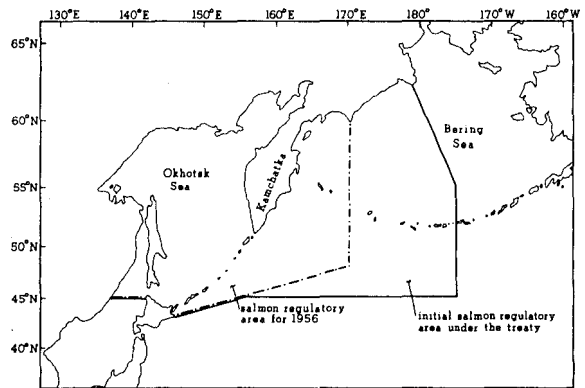 130°E 140°E 150°E 160°E 170°E 180° 170°W 160°W
65°N
60°N
55°N
50°N
45°N
40°N
Okhotsk
Sea
Kamchatka
Bering
Sea
salmon regulatory
area for 1956
initial salmon regulatory
area under the treaty